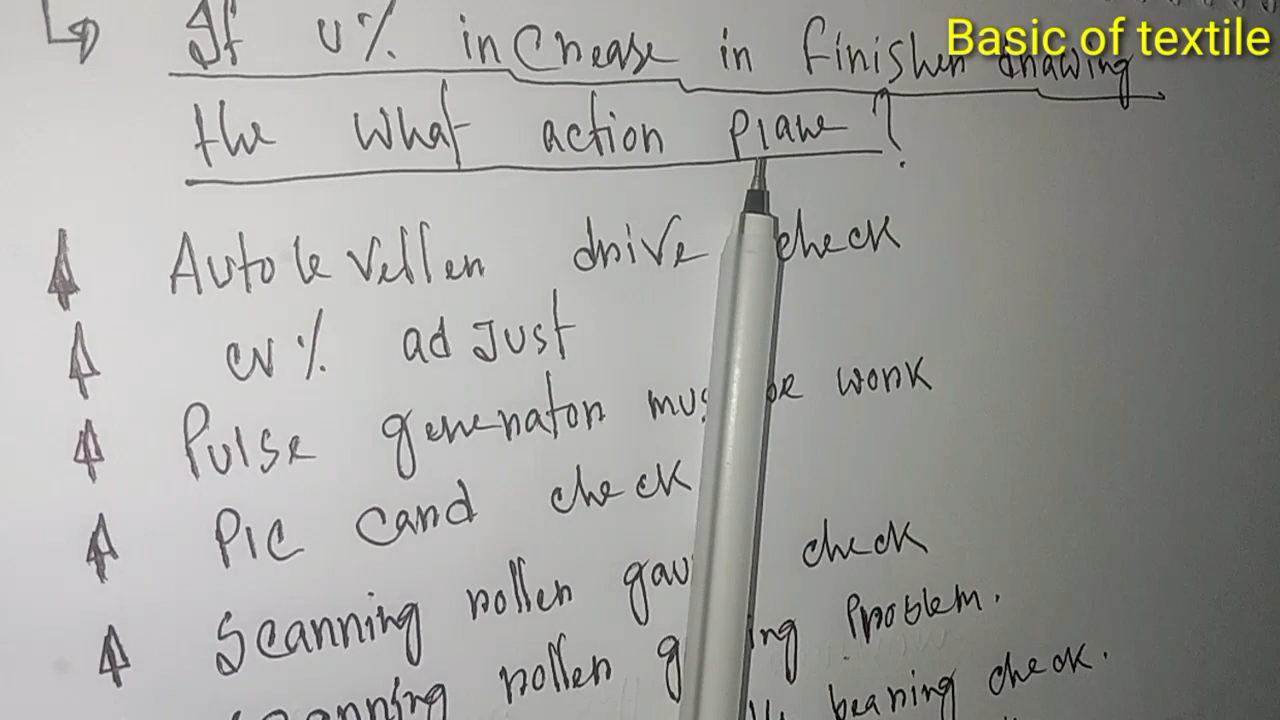 Basic of textile
If U% increase in finisher drawing
the what action plane ?
Autoleveller drive check
CV% adjust
Pulse generator must be work
PIC card check
Scanning roller check
Scanning roller problem.
bearing check.